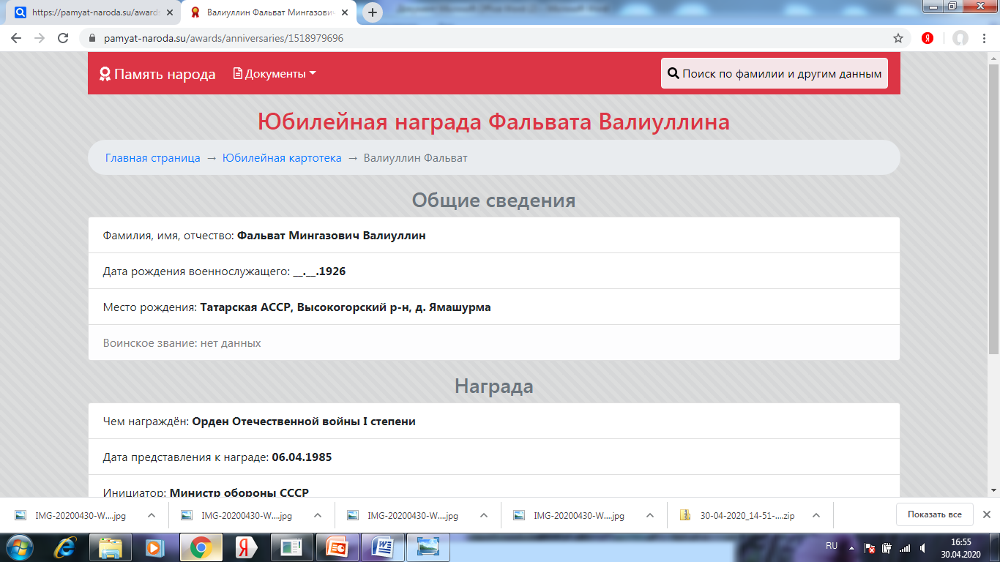 https://pamyat-naroda.su/award
Валиуллин Фальват Мингазович
pamyat-naroda.su/awards/anniversaries/1518979696
Память народа
Документы
Поиск по фамилии и другим данным
Юбилейная награда Фальвата Валиуллина
Главная страница → Юбилейная картотека → Валиуллин Фальват
Общие сведения
Фамилия, имя, отчество: Фальват Мингазович Валиуллин
Дата рождения военнослужащего: __.__.1926
Место рождения: Татарская АССР, Высокогорский р-н, д. Ямашурма
Воинское звание: нет данных
Награда
Чем награждён: Орден Отечественной войны I степени
Дата представления к награде: 06.04.1985
Инициатор: Министр обороны СССР
IMG-20200430-W....jpg
IMG-20200430-W....jpg
IMG-20200430-W....jpg
IMG-20200430-W....jpg
30-04-2020_14-51-....zip
Показать все
RU
16:55
30.04.2020